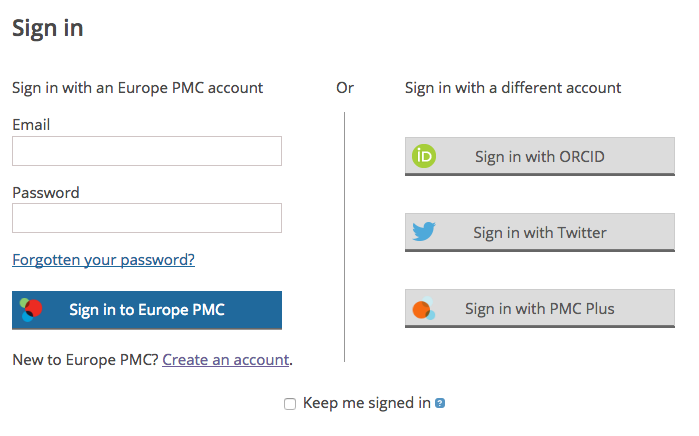 Sign in
Sign in with an Europe PMC account
Or
Sign in with a different account
Email
Password
Forgotten your password?
Sign in to Europe PMC
New to Europe PMC? Create an account.
iD Sign in with ORCID
Sign in with Twitter
Sign in with PMC Plus
Keep me signed in ?